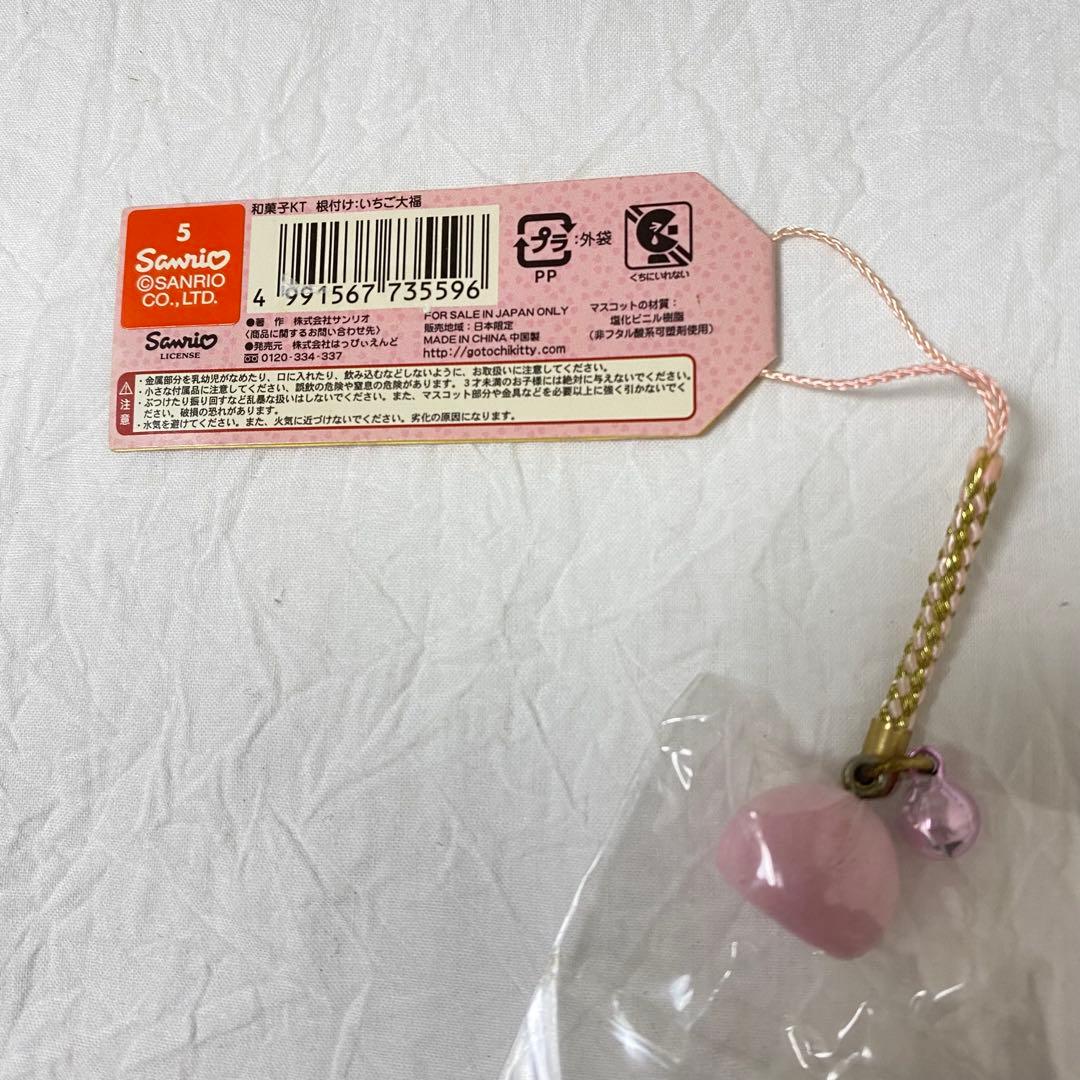 5
Sanrio
©SANRIO
CO., LTD.
Sanrio
LICENSE
和菓子KT 根付け:いちご大福
4 991567 735596
プラ:外袋
PP
くちにいれない
●著 作 株式会社サンリオ
〈商品に関するお問い合わせ先〉
●発売元 株式会社はっぴぃえんど
0120-334-337
FOR SALE IN JAPAN ONLY
販売地域:日本限定
MADE IN CHINA 中国製
http://gotochikitty.com
マスコットの材質:
塩化ビニル樹脂
(非フタル酸系可塑剤使用)
注意
・金属部分を乳幼児がなめたり、口に入れたり、飲み込むなどしないように、お取扱いに注意してください。
・小さな付属品に注意してください、誤飲の危険や窒息の危険があります。3才未満のお子様には絶対に与えないでください。
・ぶつけたり振り回すなど乱暴な扱いはしないでください。また、マスコット部分や金具などを必要以上に強く引かないでく
ださい。破損の恐れがあります。
・水気を避けてください。また、火気に近づけないでください。劣化の原因になります。